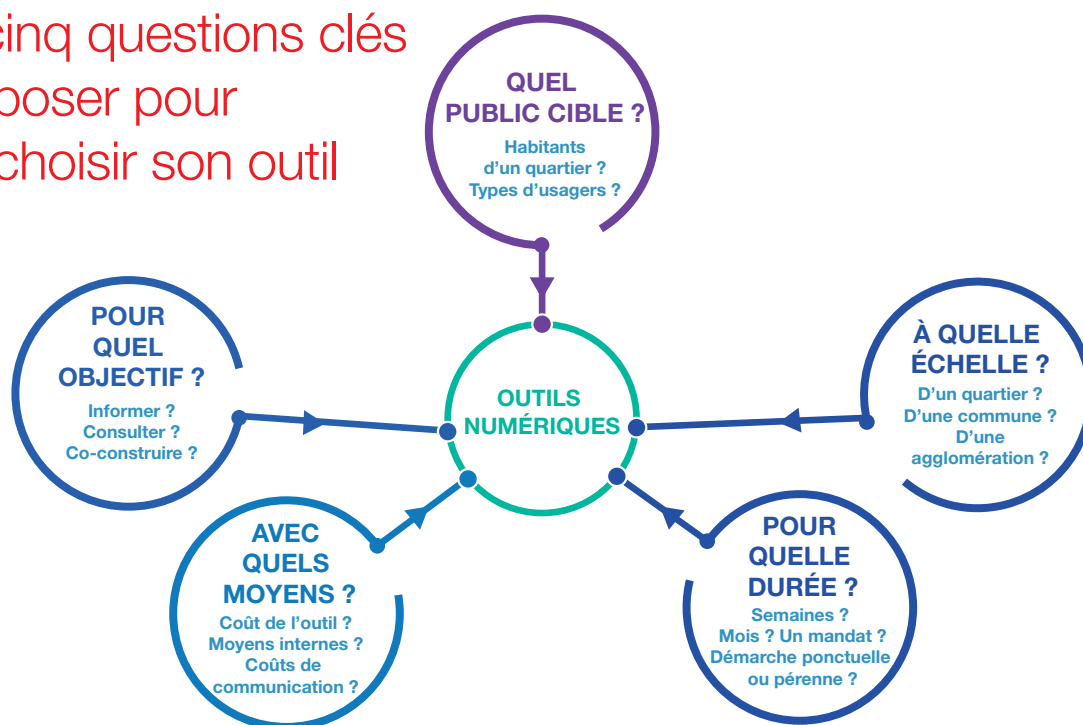 cinq questions clés
poser pour
choisir son outil
QUEL
PUBLIC CIBLE ?
Habitants
d'un quartier ?
Types d'usagers ?
POUR
QUEL
OBJECTIF ?
Informer ?
Consulter ?
Co-construire ?
OUTILS
NUMÉRIQUES
À QUELLE
ÉCHELLE ?
D'un quartier ?
D'une commune ?
D'une
agglomération ?
AVEC
QUELS
MOYENS ?
Coût de l'outil ?
Moyens internes ?
Coûts de
communication ?
POUR
QUELLE
DURÉE ?
Semaines ?
Mois ? Un mandat ?
Démarche ponctuelle
ou pérenne ?